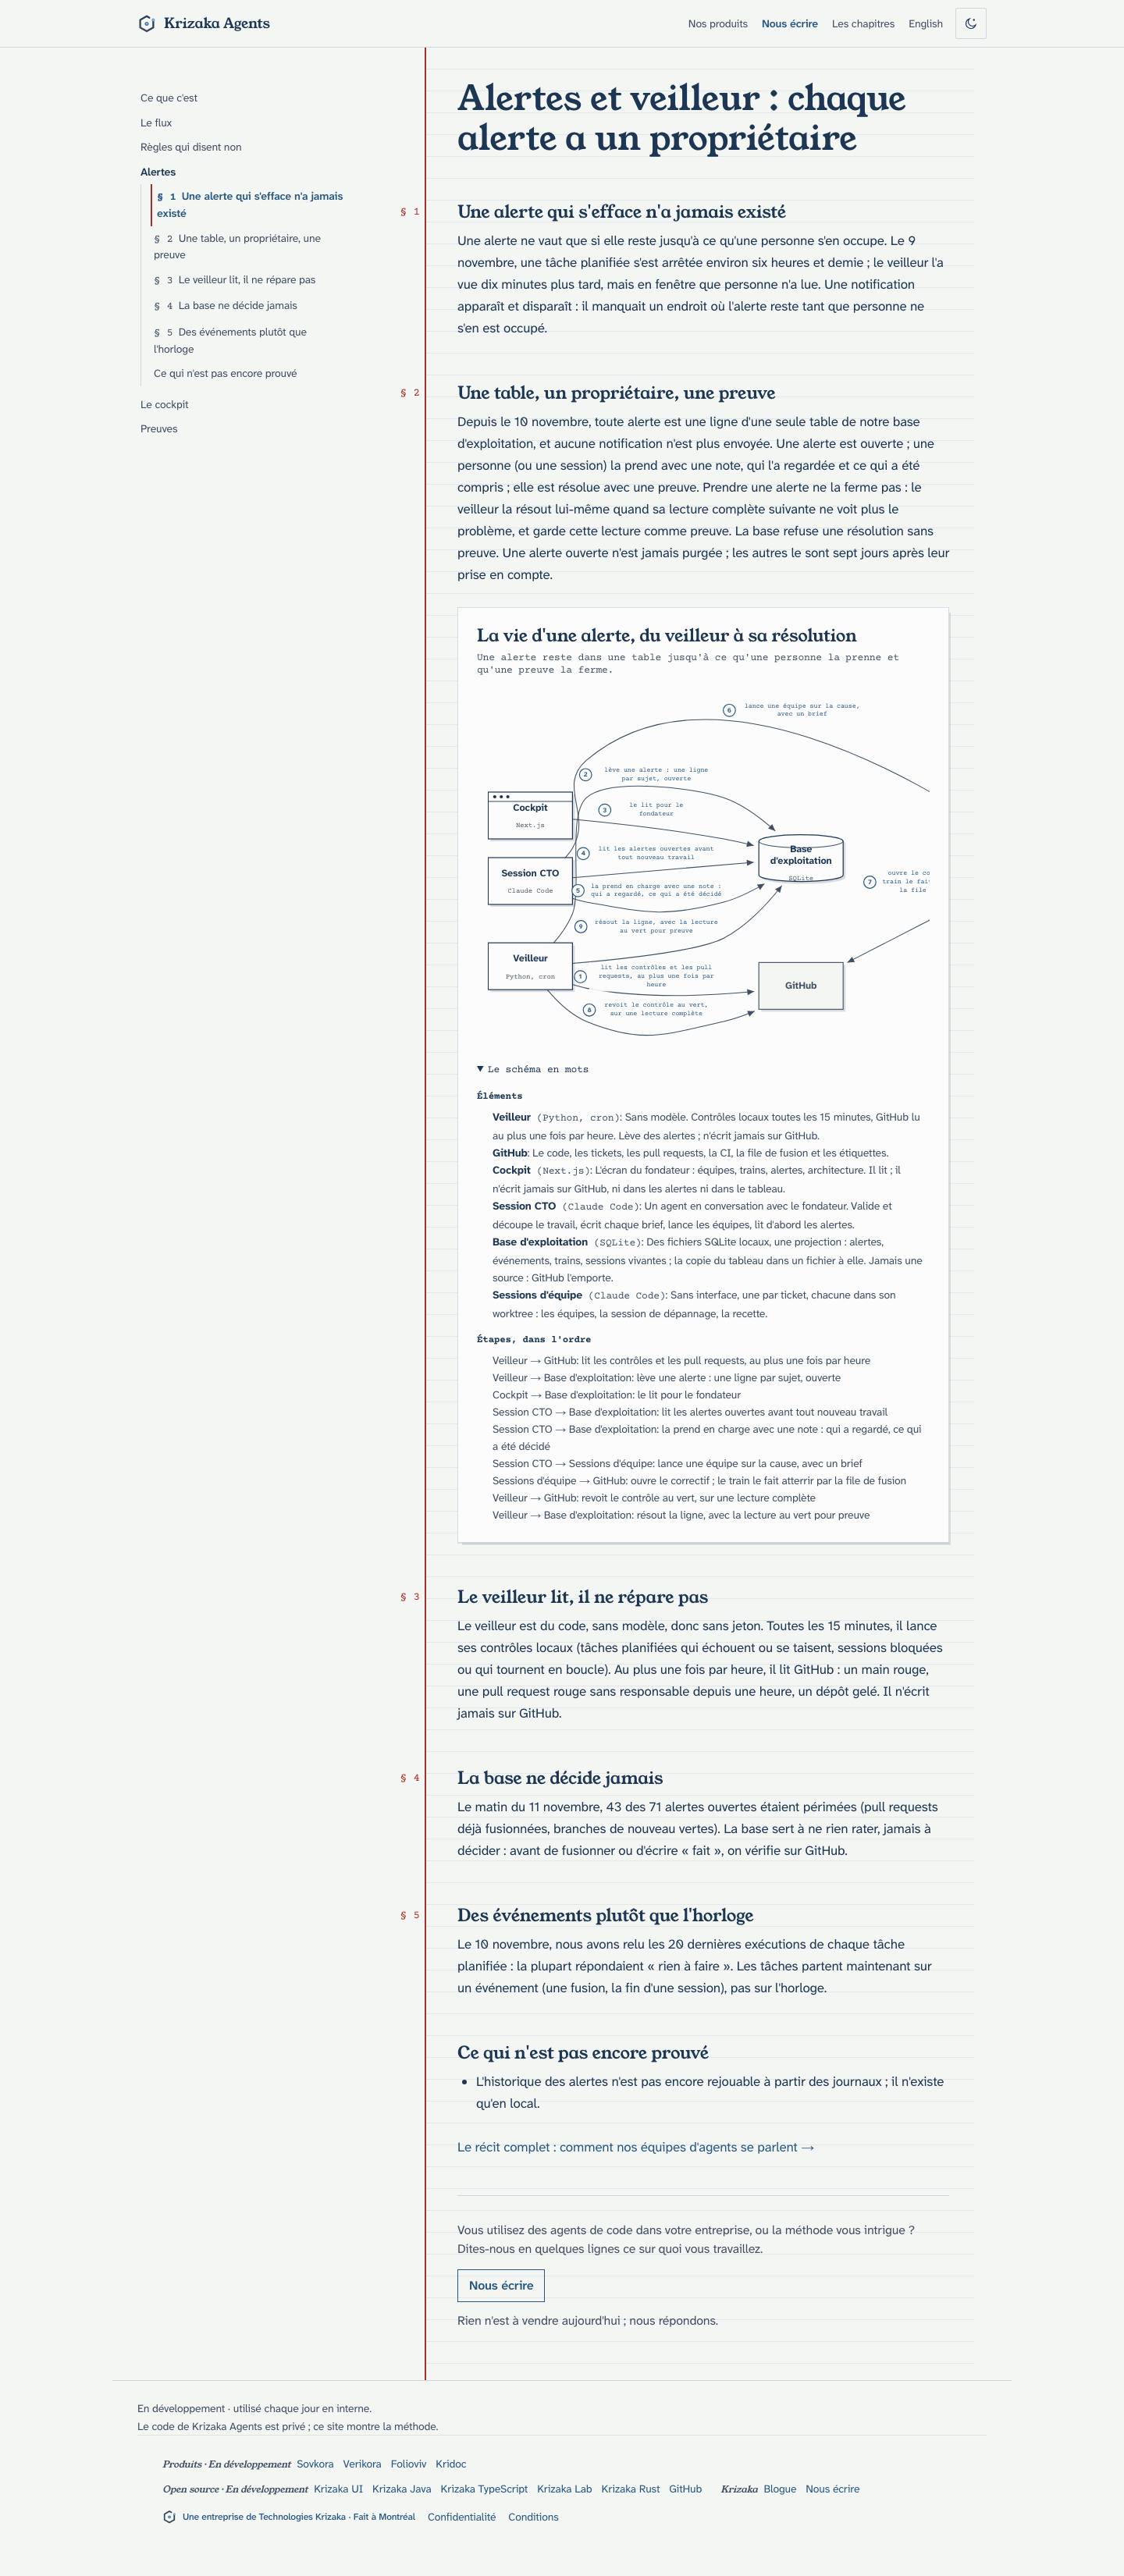 Krizaka Agents
Nos produits
Nous écrire
Les chapitres
English
Ce que c'est
Le flux
Règles qui disent non
Alertes
§ 1 Une alerte qui s'efface n'a jamais
existé
§ 2 Une table, un propriétaire, une
preuve
§ 3 Le veilleur lit, il ne répare pas
§ 4 La base ne décide jamais
§ 5 Des événements plutôt que
l'horloge
Ce qui n'est pas encore prouvé
Le cockpit
Preuves
Alertes et veilleur : chaque
alerte a un propriétaire
§ 1
Une alerte qui s'efface n'a jamais existé
Une alerte ne vaut que si elle reste jusqu'à ce qu'une personne s'en occupe. Le 9
novembre, une tâche planifiée s'est arrêtée environ six heures et demie ; le veilleur l'a
vue dix minutes plus tard, mais en fenêtre que personne n'a lue. Une notification
apparaît et disparaît : il manquait un endroit où l'alerte reste tant que personne ne
s'en est occupé.
§ 2
Une table, un propriétaire, une preuve
Depuis le 10 novembre, toute alerte est une ligne d'une seule table de notre base
d'exploitation, et aucune notification n'est plus envoyée. Une alerte est ouverte ; une
personne (ou une session) la prend avec une note, qui l'a regardée et ce qui a été
compris ; elle est résolue avec une preuve. Prendre une alerte ne la ferme pas : le
veilleur la résout lui-même quand sa lecture complète suivante ne voit plus le
problème, et garde cette lecture comme preuve. La base refuse une résolution sans
preuve. Une alerte ouverte n'est jamais purgée ; les autres le sont sept jours après leur
prise en compte.
La vie d'une alerte, du veilleur à sa résolution
Une alerte reste dans une table jusqu'à ce qu'une personne la prenne et
qu'une preuve la ferme.
6
lance une équipe sur la cause,
avec un brief
2
lève une alerte : une ligne
par sujet, ouverte
3
le lit pour le
fondateur
Cockpit
Next.js
4
lit les alertes ouvertes avant
tout nouveau travail
Base
d'exploitation
SQLite
Session CTO
Claude Code
5
la prend en charge avec une note :
qui a regardé, ce qui a été décidé
7
ouvre le co
train le fai
la file
9
résout la ligne, avec la lecture
au vert pour preuve
Veilleur
Python, cron
1
lit les contrôles et les pull
requests, au plus une fois par
heure
GitHub
8
revoit le contrôle au vert,
sur une lecture complète
▼ Le schéma en mots
Éléments
Veilleur (Python, cron): Sans modèle. Contrôles locaux toutes les 15 minutes, GitHub lu
au plus une fois par heure. Lève des alertes ; n'écrit jamais sur GitHub.
GitHub: Le code, les tickets, les pull requests, la CI, la file de fusion et les étiquettes.
Cockpit (Next.js): L'écran du fondateur : équipes, trains, alertes, architecture. Il lit ; il
n'écrit jamais sur GitHub, ni dans les alertes ni dans le tableau.
Session CTO (Claude Code): Un agent en conversation avec le fondateur. Valide et
découpe le travail, écrit chaque brief, lance les équipes, lit d'abord les alertes.
Base d'exploitation (SQLite): Des fichiers SQLite locaux, une projection : alertes,
événements, trains, sessions vivantes ; la copie du tableau dans un fichier à elle. Jamais une
source : GitHub l'emporte.
Sessions d'équipe (Claude Code): Sans interface, une par ticket, chacune dans son
worktree : les équipes, la session de dépannage, la recette.
Étapes, dans l'ordre
Veilleur → GitHub: lit les contrôles et les pull requests, au plus une fois par heure
Veilleur → Base d'exploitation: lève une alerte : une ligne par sujet, ouverte
Cockpit → Base d'exploitation: le lit pour le fondateur
Session CTO → Base d'exploitation: lit les alertes ouvertes avant tout nouveau travail
Session CTO → Base d'exploitation: la prend en charge avec une note : qui a regardé, ce qui
a été décidé
Session CTO → Sessions d'équipe: lance une équipe sur la cause, avec un brief
Sessions d'équipe → GitHub: ouvre le correctif ; le train le fait atterrir par la file de fusion
Veilleur → GitHub: revoit le contrôle au vert, sur une lecture complète
Veilleur → Base d'exploitation: résout la ligne, avec la lecture au vert pour preuve
§ 3
Le veilleur lit, il ne répare pas
Le veilleur est du code, sans modèle, donc sans jeton. Toutes les 15 minutes, il lance
ses contrôles locaux (tâches planifiées qui échouent ou se taisent, sessions bloquées
ou qui tournent en boucle). Au plus une fois par heure, il lit GitHub : un main rouge,
une pull request rouge sans responsable depuis une heure, un dépôt gelé. Il n'écrit
jamais sur GitHub.
§ 4
La base ne décide jamais
Le matin du 11 novembre, 43 des 71 alertes ouvertes étaient périmées (pull requests
déjà fusionnées, branches de nouveau vertes). La base sert à ne rien rater, jamais à
décider : avant de fusionner ou d'écrire « fait », on vérifie sur GitHub.
§ 5
Des événements plutôt que l'horloge
Le 10 novembre, nous avons relu les 20 dernières exécutions de chaque tâche
planifiée : la plupart répondaient « rien à faire ». Les tâches partent maintenant sur
un événement (une fusion, la fin d'une session), pas sur l'horloge.
Ce qui n'est pas encore prouvé
• L'historique des alertes n'est pas encore rejouable à partir des journaux ; il n'existe
qu'en local.
Le récit complet : comment nos équipes d'agents se parlent →
Vous utilisez des agents de code dans votre entreprise, ou la méthode vous intrigue ?
Dites-nous en quelques lignes ce sur quoi vous travaillez.
Nous écrire
Rien n'est à vendre aujourd'hui ; nous répondons.
En développement · utilisé chaque jour en interne.
Le code de Krizaka Agents est privé ; ce site montre la méthode.
Produits · En développement Sovkora Verikora Folioviv Kridoc
Open source · En développement Krizaka UI Krizaka Java Krizaka TypeScript Krizaka Lab Krizaka Rust GitHub Krizaka Blogue Nous écrire
Une entreprise de Technologies Krizaka · Fait à Montréal Confidentialité Conditions